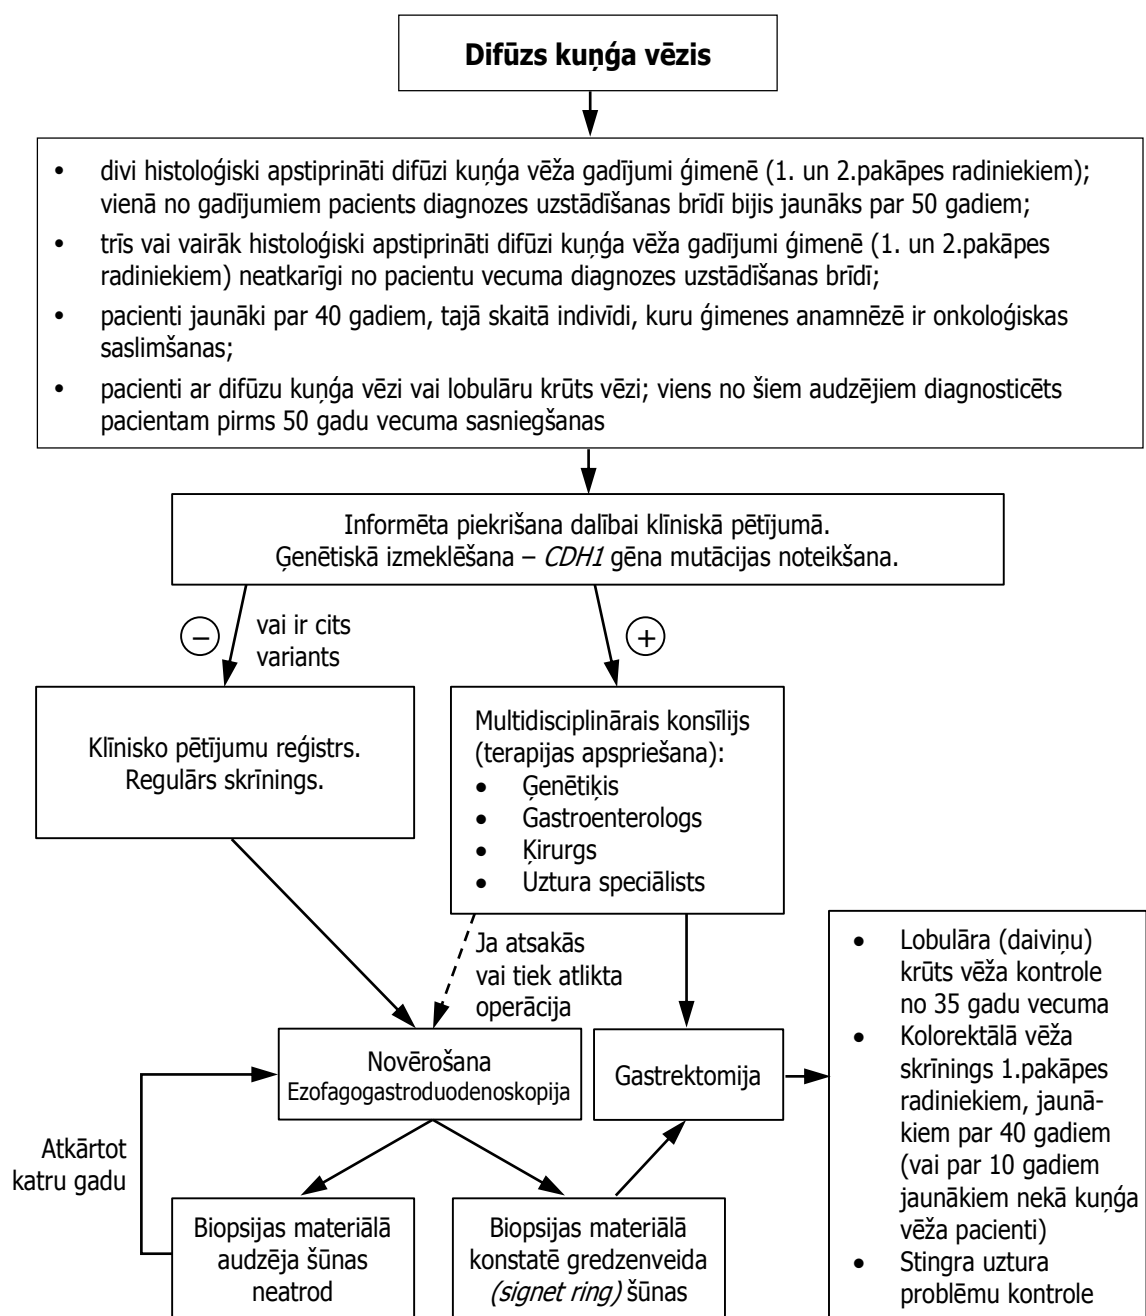 Difūzs kuņģa vēzis
• divi histoloģiski apstiprināti difūzi kuņģa vēža gadījumi ģimenē (1. un 2.pakāpes radiniekiem);
vienā no gadījumiem pacients diagnozes uzstādīšanas brīdī bijis jaunāks par 50 gadiem;
• trīs vai vairāk histoloģiski apstiprināti difūzi kuņģa vēža gadījumi ģimenē (1. un 2.pakāpes
radiniekiem) neatkarīgi no pacientu vecuma diagnozes uzstādīšanas brīdī;
• pacienti jaunāki par 40 gadiem, tajā skaitā indivīdi, kuru ģimenes anamnēzē ir onkoloģiskas
saslimšanas;
• pacienti ar difūzu kuņģa vēzi vai lobulāru krūts vēzi; viens no šiem audzējiem diagnosticēts
pacientam pirms 50 gadu vecuma sasniegšanas
Informēta piekrišana dalībai klīniskā pētījumā.
Ģenētiskā izmeklēšana – CDH1 gēna mutācijas noteikšana.
−
vai ir cits
variants
+
Klīnisko pētījumu reģistrs.
Regulārs skrīnings.
Multidisciplinārais konsīlijs
(terapijas apspriešana):
• Ģenētiķis
• Gastroenterologs
• Ķirurgs
• Uztura speciālists
Ja atsakās
vai tiek atlikta
operācija
Novērošana
Ezofagogastroduodenoskopija
Gastrektomija
• Lobulāra (daiviņu)
krūts vēža kontrole
no 35 gadu vecuma
• Kolorektālā vēža
skrīnings 1.pakāpes
radiniekiem, jaunā-
kiem par 40 gadiem
(vai par 10 gadiem
jaunākiem nekā kuņģa
vēža pacienti)
• Stingra uztura
problēmu kontrole
Atkārtot
katru gadu
Biopsijas materiālā
audzēja šūnas
neatrod
Biopsijas materiālā
konstatē gredzenveida
(signet ring) šūnas